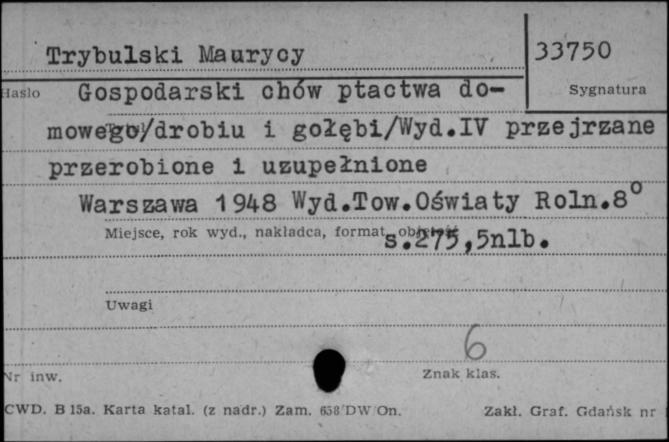 Trybulski Maurycy
33750
Hasło
Gospodarski chów ptactwa do-
Sygnatura
mowego/drobiu i gołębi/Wyd.IV przejrzane
przerobione i uzupełnione
Warszawa 1948 Wyd.Tow.Oświaty Roln.8°
Miejsce, rok wyd., nakładca, format, objętość
s.275,5nlb.
Uwagi
6
Nr inw.
Znak klas.
CWD. B 15a. Karta katal. (z nadr.) Zam. 658/DW/On.
Zakł. Graf. Gdańsk nr